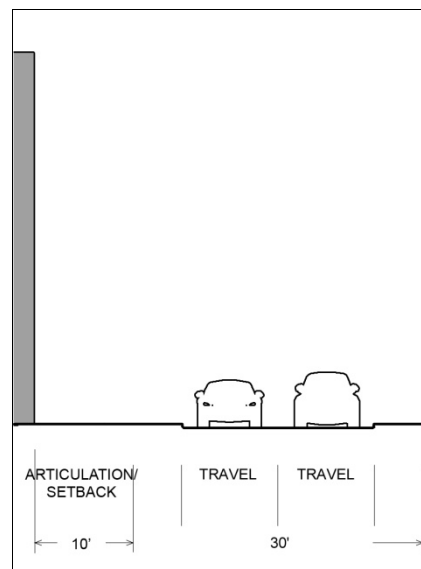 ARTICULATION/
SETBACK
TRAVEL
TRAVEL
10'
30'